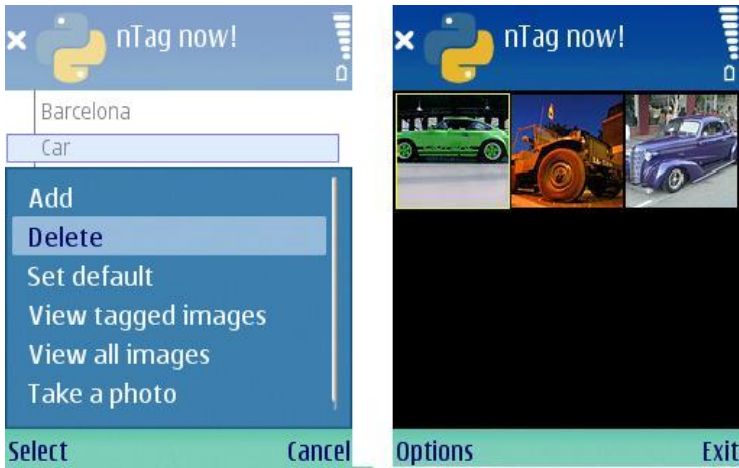 nTag now!
Barcelona
Car
Add
Delete
Set default
View tagged images
View all images
Take a photo
Select Cancel
nTag now!
Options Exit